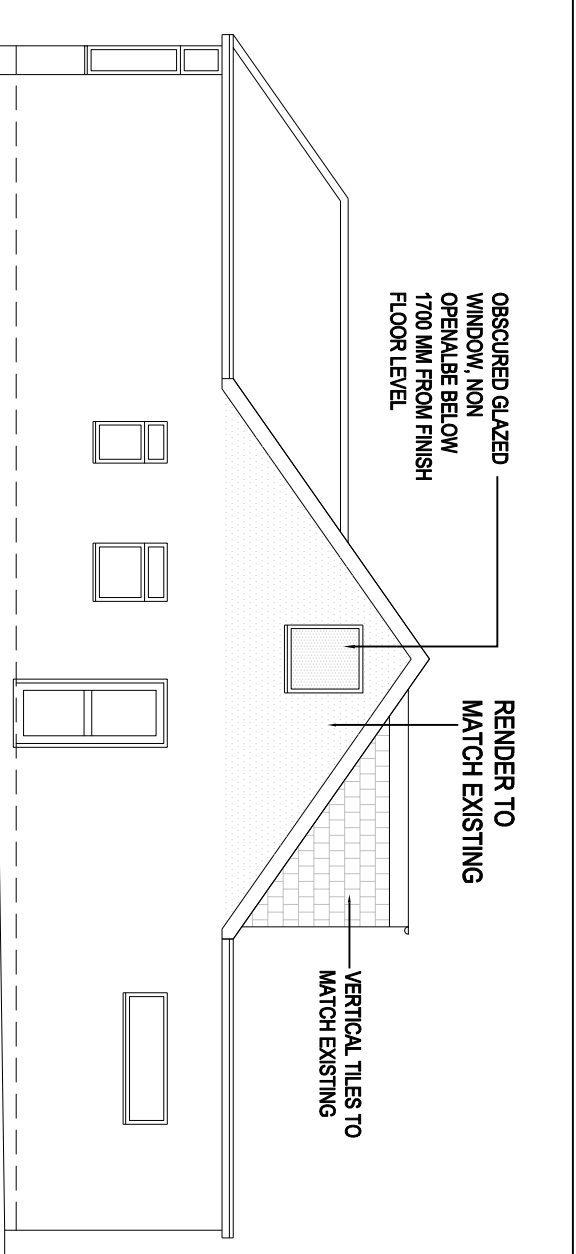 OBSCURED GLAZED
WINDOW, NON
OPENALBE BELOW
1700 MM FROM FINISH
FLOOR LEVEL
RENDER TO
MATCH EXISTING
VERTICAL TILES TO
MATCH EXISTING